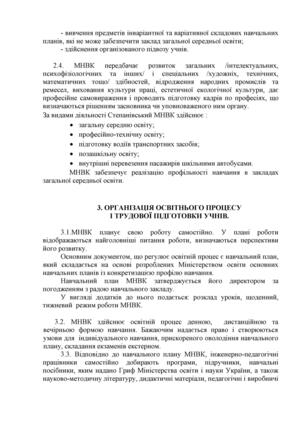 - вивчення предметів інваріантної та варіативної складових навчальних
планів, які не може забезпечити заклад загальної середньої освіти;
- здійснення організованого підвозу учнів.
2.4. МНВК передбачає розвиток загальних /інтелектуальних,
психофізіологічних та інших/ і спеціальних /художніх, технічних,
математичних тощо/ здібностей, відродження народних промислів та
ремесел, виховання культури праці, естетичної екологічної культури, дає
професійне самовираження і проводить підготовку кадрів по професіях, що
визначаються рішенням засновника чи уповноваженого ним органу.
За видами діяльності Степанівський МНВК здійснює :
• загальну середню освіту;
• професійно-технічну освіту;
• підготовку водіїв транспортних засобів;
• позашкільну освіту;
• внутрішні перевезення пасажирів шкільними автобусами.
МНВК забезпечує реалізацію профільності навчання в закладах
загальної середньої освіти.
3. ОРГАНІЗАЦІЯ ОСВІТНЬОГО ПРОЦЕСУ
І ТРУДОВОЇ ПІДГОТОВКИ УЧНІВ.
3.1.МНВК планує свою роботу самостійно. У плані роботи
відображаються найголовніші питання роботи, визначаються перспективи
його розвитку.
Основним документом, що регулює освітній процес є навчальний план,
який складається на основі розроблених Міністерством освіти основних
навчальних планів із конкретизацією профілю навчання.
Навчальний план МНВК затверджується його директором за
погодженням з радою навчального закладу.
У вигляді додатків до нього подається: розклад уроків, щоденний,
тижневий режим роботи МНВК.
3.2. МНВК здійснює освітній процес денною, дистанційною та
вечірньою формою навчання. Бажаючим надається право і створюються
умови для індивідуального навчання, прискореного оволодіння навчального
плану, складання екзаменів екстерном.
3.3. Відповідно до навчального плану МНВК, інженерно-педагогічні
працівники самостійно добирають програми, підручники, навчальні
посібники, яким надано Гриф Міністерства освіти і науки України, а також
науково-методичну літературу, дидактичні матеріали, педагогічні і виробничі